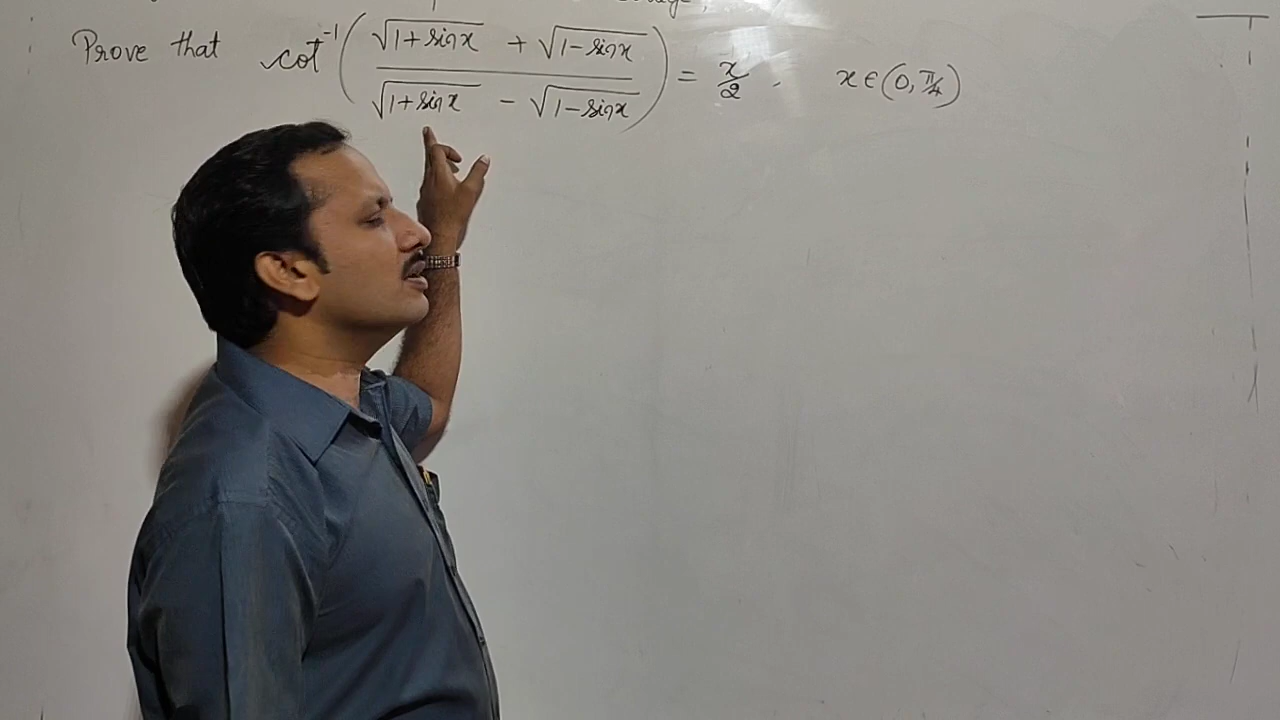 Prove that cot⁻¹( (√(1+sinx) + √(1-sinx)) / (√(1+sinx) - √(1-sinx)) ) = x/2 . x∈(0,π/4)